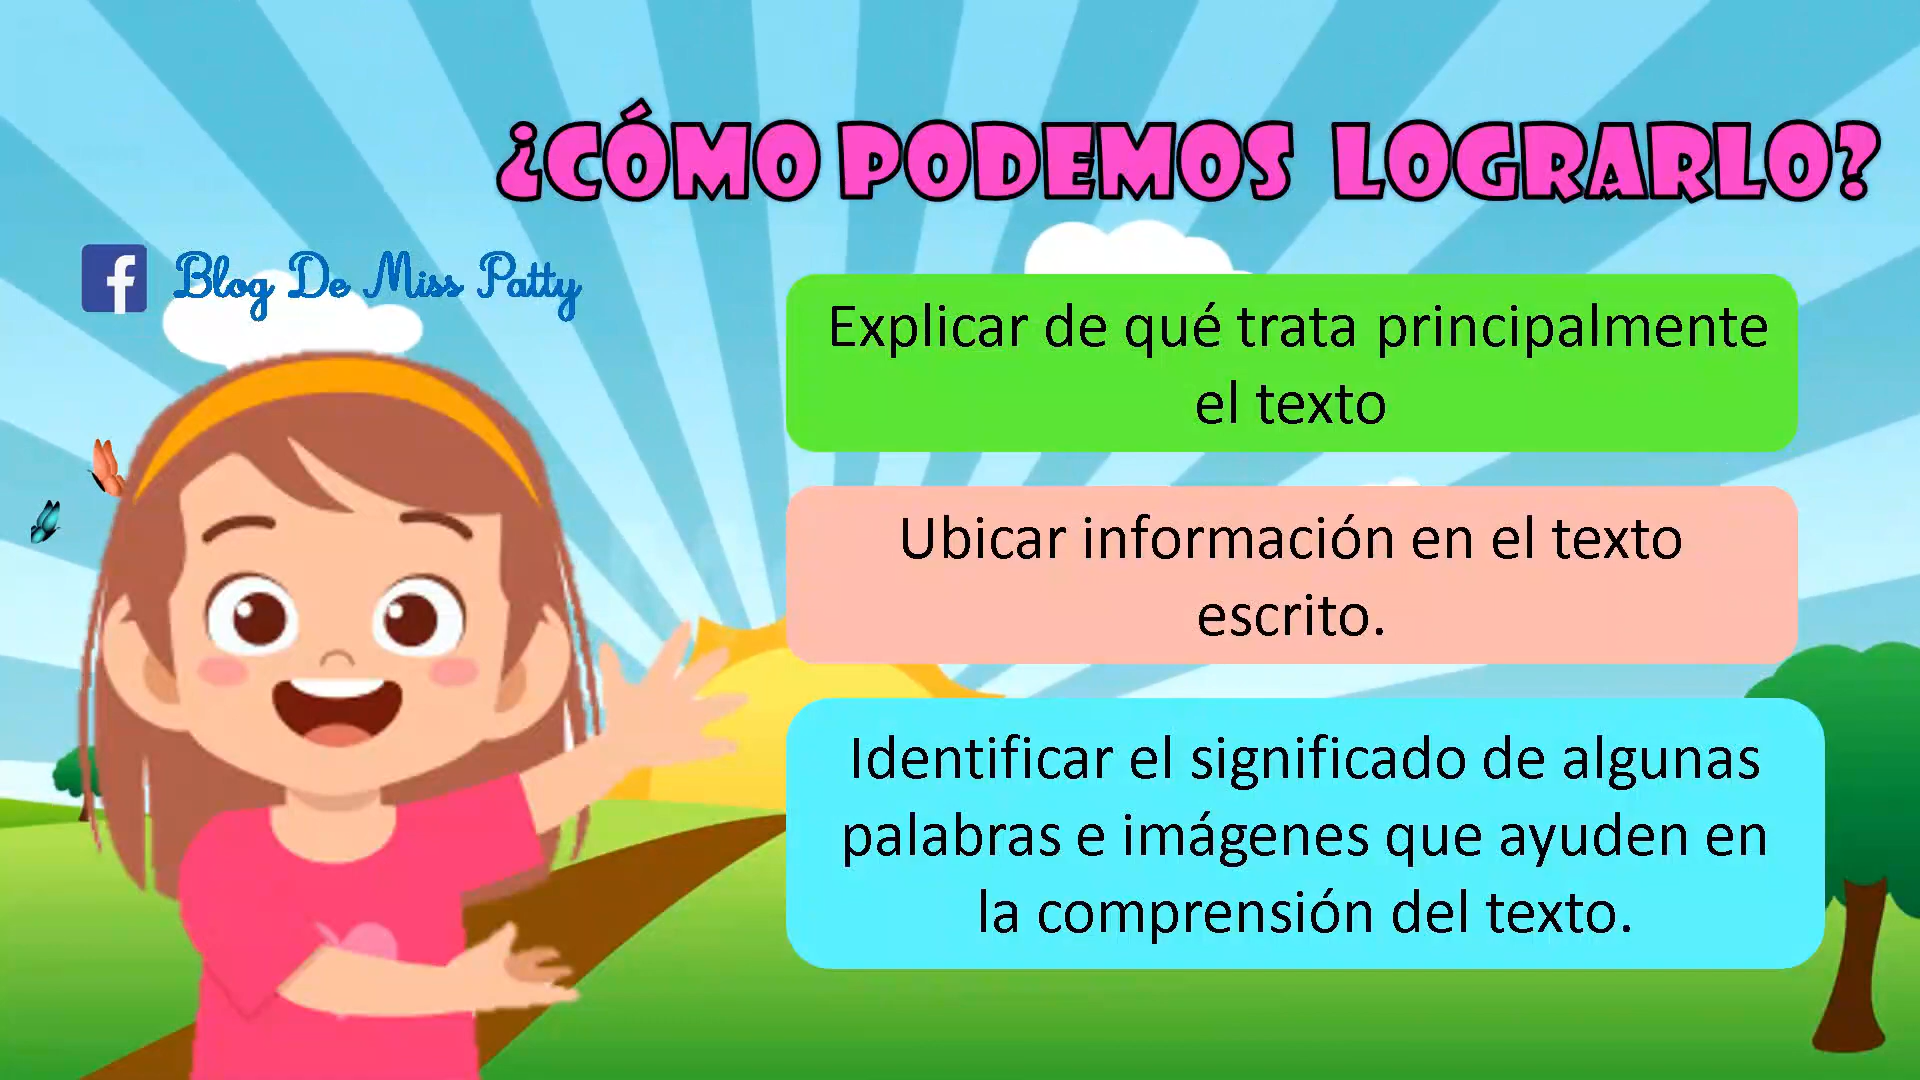 ¿CÓMO PODEMOS LOGRARLO?
f Blog De Miss Patty
Explicar de qué trata principalmente
el texto
Ubicar información en el texto
escrito.
Identificar el significado de algunas
palabras e imágenes que ayuden en
la comprensión del texto.